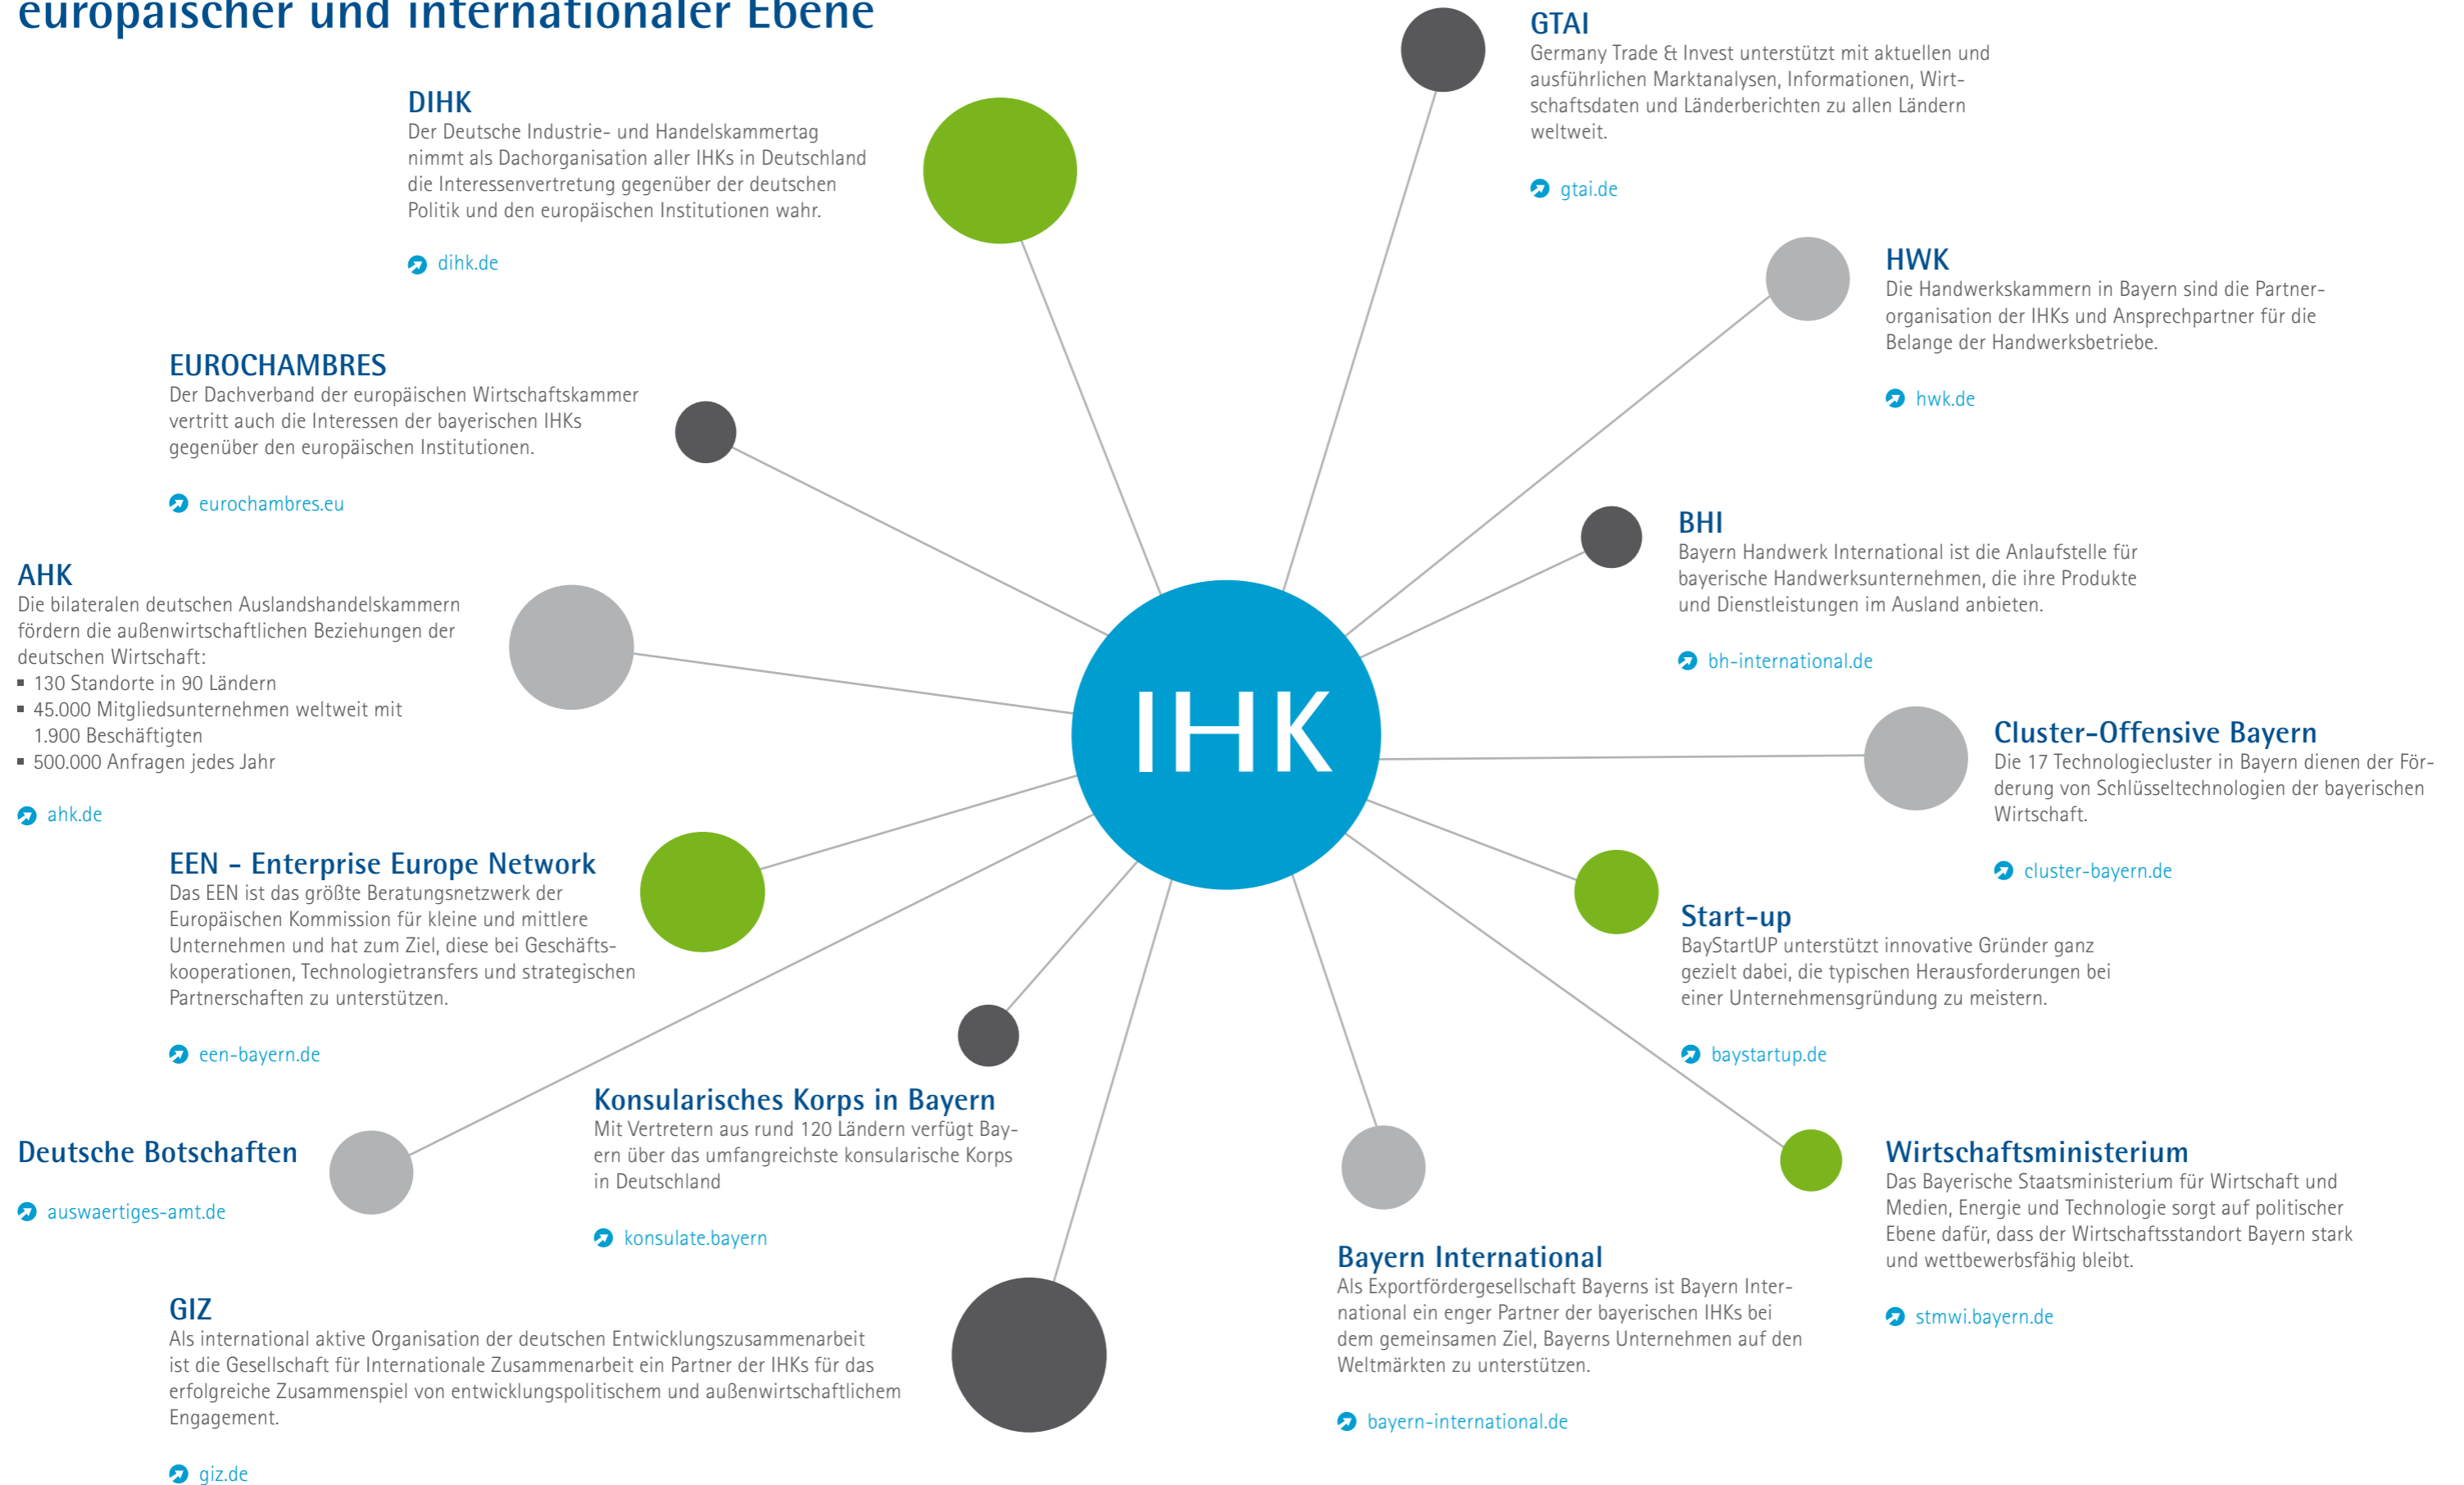 europäischer und internationaler Ebene
DIHK
Der Deutsche Industrie- und Handelskammertag
nimmt als Dachorganisation aller IHKs in Deutschland
die Interessenvertretung gegenüber der deutschen
Politik und den europäischen Institutionen wahr.
dihk.de
EUROCHAMBRES
Der Dachverband der europäischen Wirtschaftskammer
vertritt auch die Interessen der bayerischen IHKs
gegenüber den europäischen Institutionen.
eurochambres.eu
AHK
Die bilateralen deutschen Auslandshandelskammern
fördern die außenwirtschaftlichen Beziehungen der
deutschen Wirtschaft:
▪ 130 Standorte in 90 Ländern
▪ 45.000 Mitgliedsunternehmen weltweit mit
1.900 Beschäftigten
▪ 500.000 Anfragen jedes Jahr
ahk.de
EEN - Enterprise Europe Network
Das EEN ist das größte Beratungsnetzwerk der
Europäischen Kommission für kleine und mittlere
Unternehmen und hat zum Ziel, diese bei Geschäfts-
kooperationen, Technologietransfers und strategischen
Partnerschaften zu unterstützen.
een-bayern.de
Deutsche Botschaften
auswaertiges-amt.de
Konsularisches Korps in Bayern
Mit Vertretern aus rund 120 Ländern verfügt Bay-
ern über das umfangreichste konsularische Korps
in Deutschland
konsulate.bayern
GIZ
Als international aktive Organisation der deutschen Entwicklungszusammenarbeit
ist die Gesellschaft für Internationale Zusammenarbeit ein Partner der IHKs für das
erfolgreiche Zusammenspiel von entwicklungspolitischem und außenwirtschaftlichem
Engagement.
giz.de
IHK
GTAI
Germany Trade & Invest unterstützt mit aktuellen und
ausführlichen Marktanalysen, Informationen, Wirt-
schaftsdaten und Länderberichten zu allen Ländern
weltweit.
gtai.de
HWK
Die Handwerkskammern in Bayern sind die Partner-
organisation der IHKs und Ansprechpartner für die
Belange der Handwerksbetriebe.
hwk.de
BHI
Bayern Handwerk International ist die Anlaufstelle für
bayerische Handwerksunternehmen, die ihre Produkte
und Dienstleistungen im Ausland anbieten.
bh-international.de
Cluster-Offensive Bayern
Die 17 Technologiecluster in Bayern dienen der För-
derung von Schlüsseltechnologien der bayerischen
Wirtschaft.
cluster-bayern.de
Start-up
BayStartUP unterstützt innovative Gründer ganz
gezielt dabei, die typischen Herausforderungen bei
einer Unternehmensgründung zu meistern.
baystartup.de
Wirtschaftsministerium
Das Bayerische Staatsministerium für Wirtschaft und
Medien, Energie und Technologie sorgt auf politischer
Ebene dafür, dass der Wirtschaftsstandort Bayern stark
und wettbewerbsfähig bleibt.
stmwi.bayern.de
Bayern International
Als Exportfördergesellschaft Bayerns ist Bayern Inter-
national ein enger Partner der bayerischen IHKs bei
dem gemeinsamen Ziel, Bayerns Unternehmen auf den
Weltmärkten zu unterstützen.
bayern-international.de